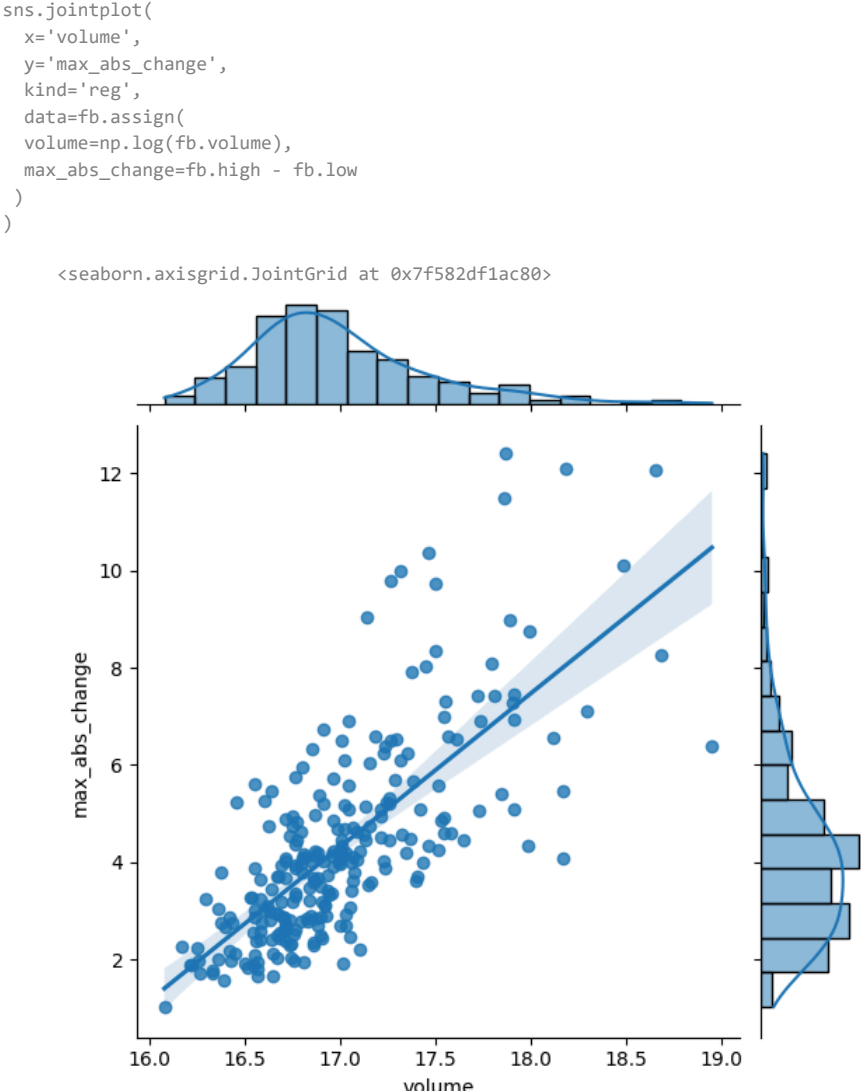 sns.jointplot(
  x='volume',
  y='max_abs_change',
  kind='reg',
  data=fb.assign(
  volume=np.log(fb.volume),
  max_abs_change=fb.high - fb.low
 )
)
<seaborn.axisgrid.JointGrid at 0x7f582df1ac80>
12
10
8
6
4
2
max_abs_change
16.0 16.5 17.0 17.5 18.0 18.5 19.0
volume